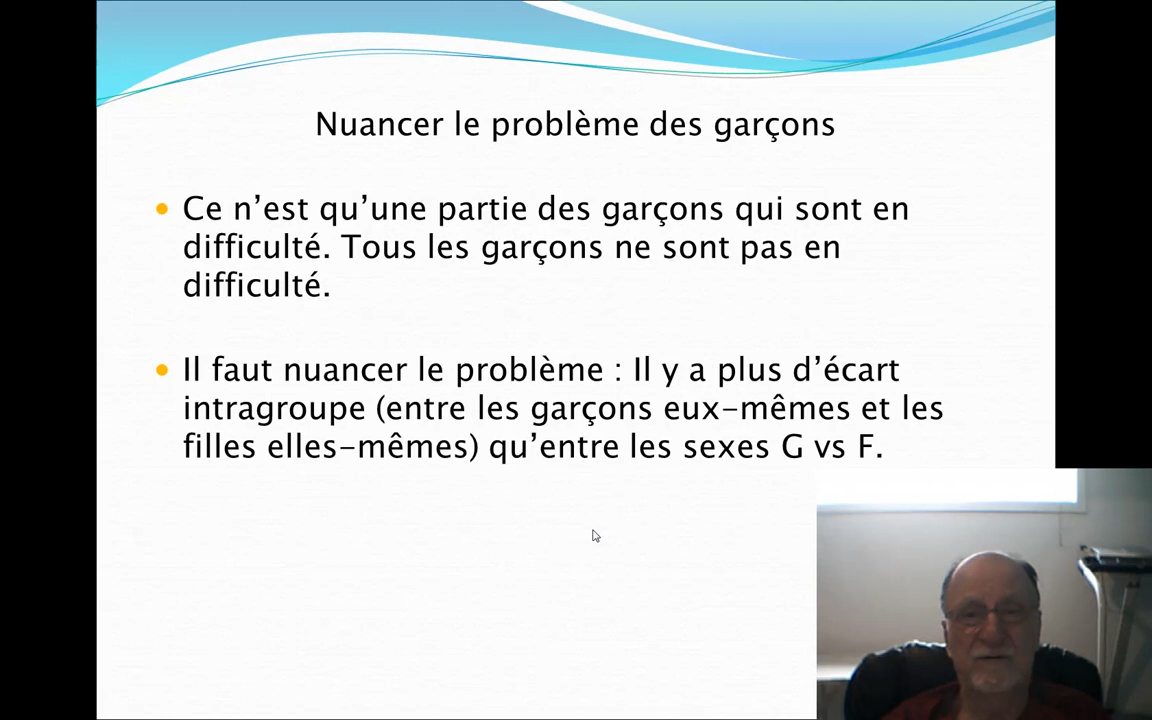 Nuancer le problème des garçons
• Ce n’est qu’une partie des garçons qui sont en
difficulté. Tous les garçons ne sont pas en
difficulté.
• Il faut nuancer le problème : Il y a plus d’écart
intragroupe (entre les garçons eux-mêmes et les
filles elles-mêmes) qu’entre les sexes G vs F.